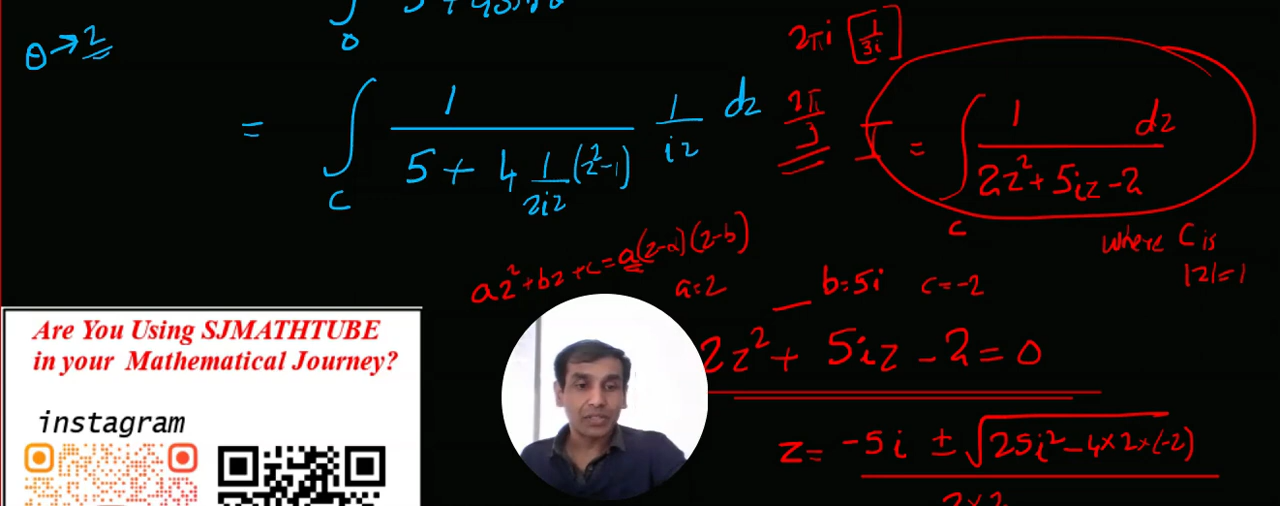 θ → z
∫ 0
= ∫ C 1 / (5 + 4 1/(2iz) (z² - 1)) 1/(iz) dz
2πi [1/3i]
2π/3
I = ∫ C 1 dz / (2z² + 5iz - 2)
where C is
|z| = 1
az² + bz + c = a(z-α)(z-b)
a = 2 b = 5i c = -2
2z² + 5iz - 2 = 0
z = -5i ± √(25i² - 4×2×(-2))
2×2
Are You Using SJMATHTUBE
in your Mathematical Journey?
instagram